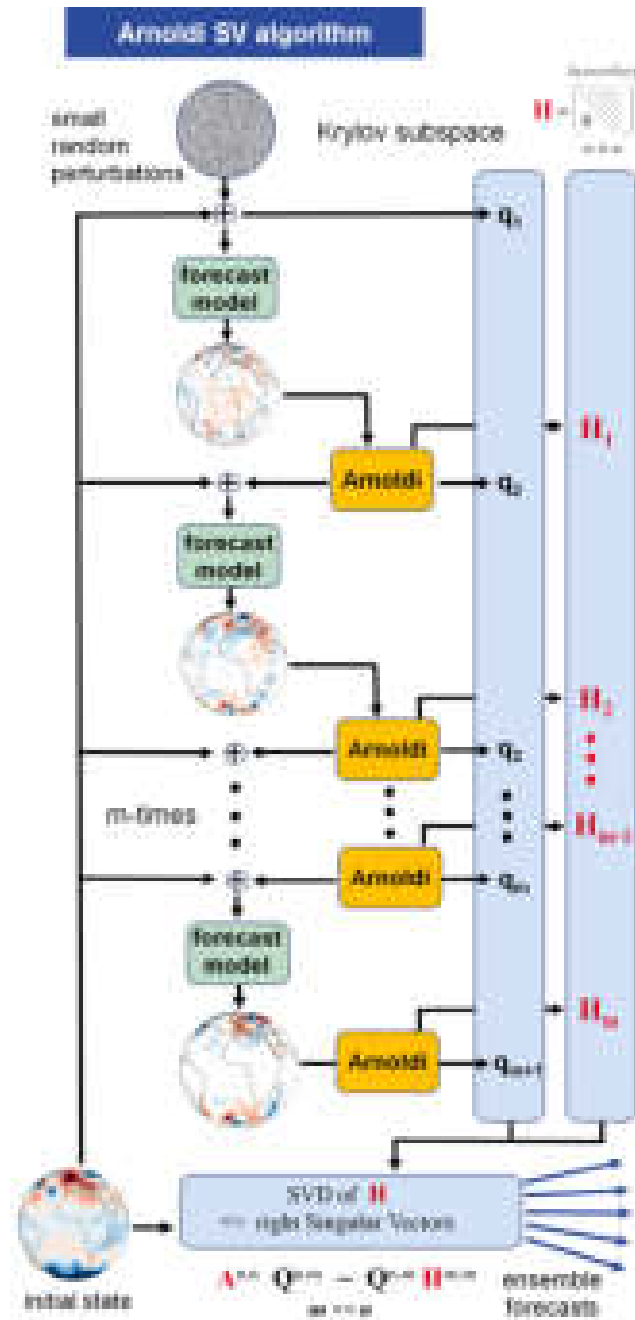 Arnoldi SV algorithm
small
random
perturbations
Krylov subspace
H =
q₁
forecast
model
H₁
Arnoldi
q₂
forecast
model
H₂
Arnoldi
q₃
m-times
Hₘ₋₁
Arnoldi
qₘ
forecast
model
Hₘ
Arnoldi
qₘ₊₁
SVD of H
right Singular Vectors
A Q ~ Q H
initial state
ensemble
forecasts